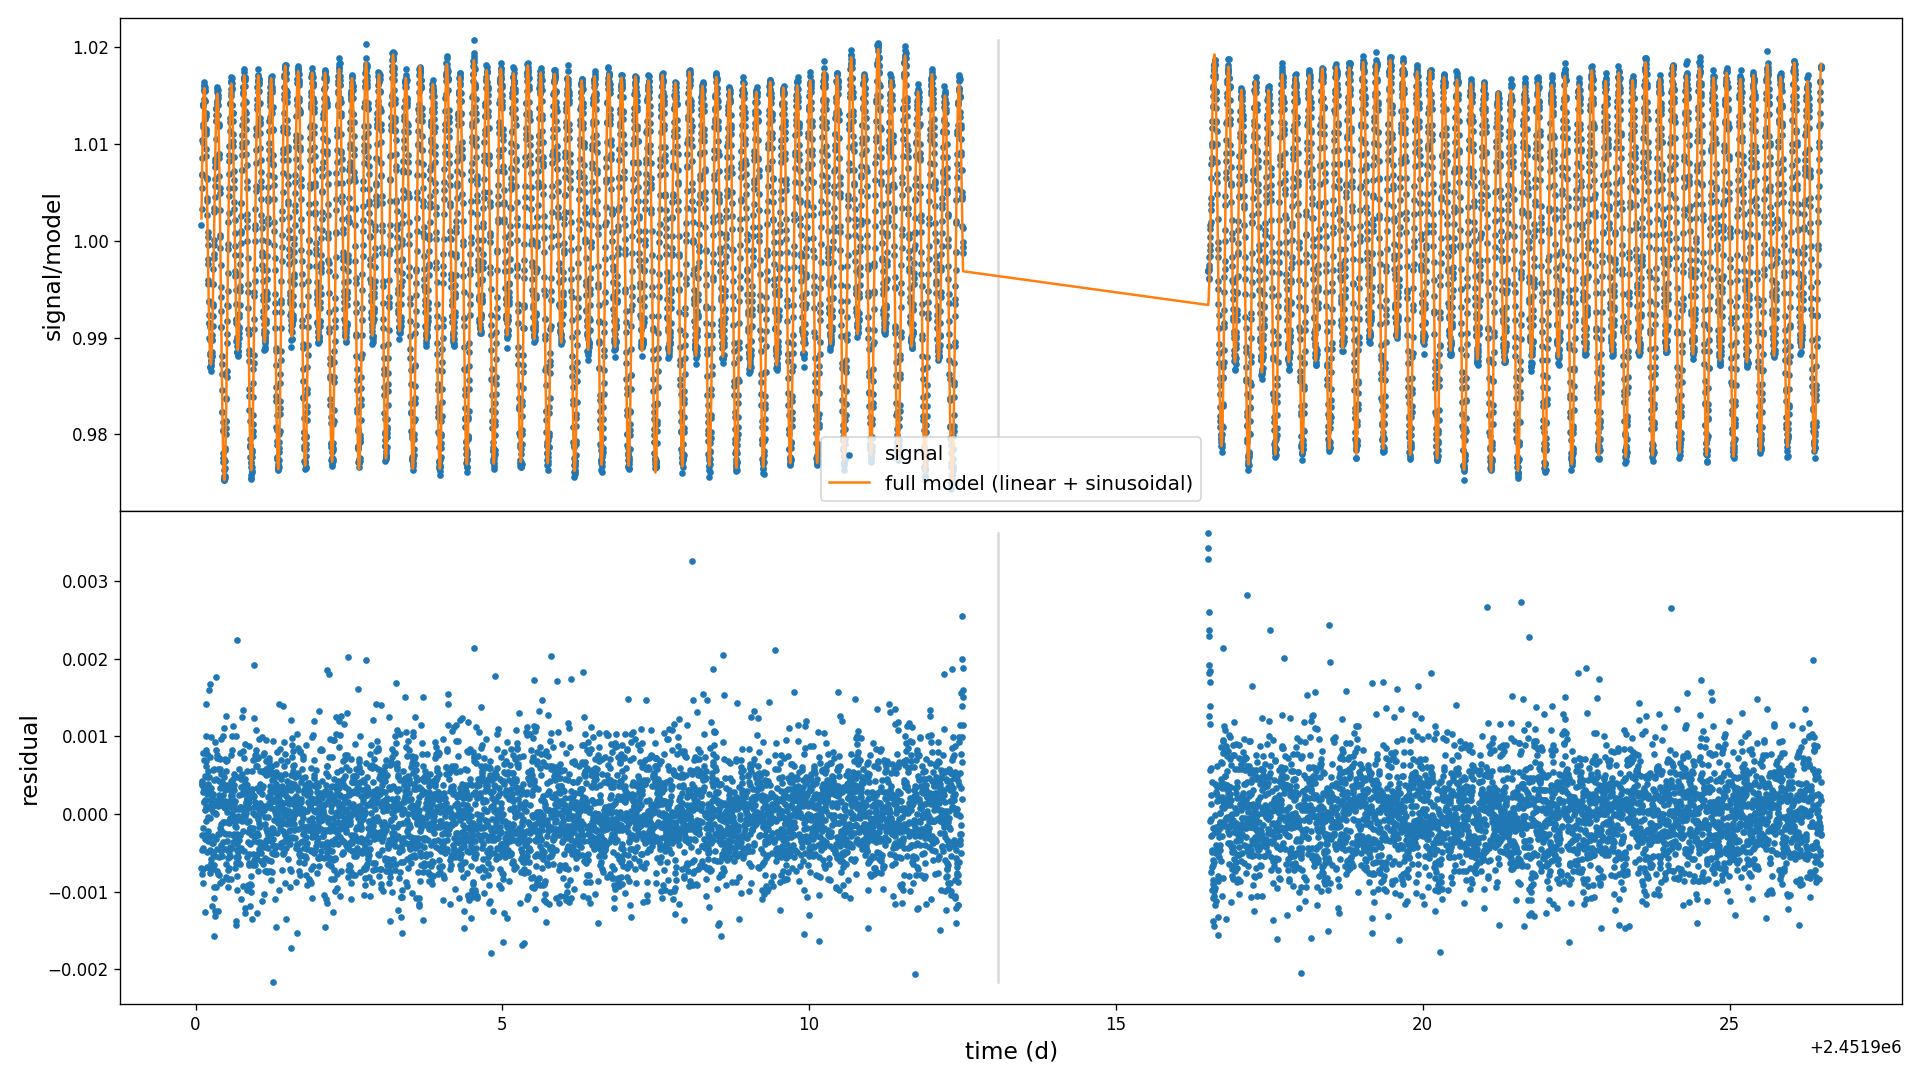 1.02
1.01
1.00
0.99
0.98
signal/model
signal
full model (linear + sinusoidal)
0.003
0.002
0.001
0.000
−0.001
−0.002
residual
0
5
10
15
20
25
time (d)
+2.4519e6